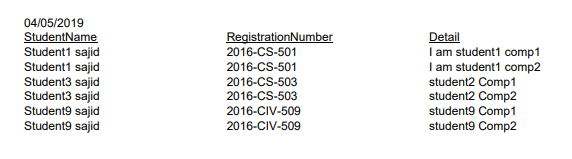 04/05/2019
StudentName RegistrationNumber Detail
Student1 sajid 2016-CS-501 I am student1 comp1
Student1 sajid 2016-CS-501 I am student1 comp2
Student3 sajid 2016-CS-503 student2 Comp1
Student3 sajid 2016-CS-503 student2 Comp2
Student9 sajid 2016-CIV-509 student9 Comp1
Student9 sajid 2016-CIV-509 student9 Comp2